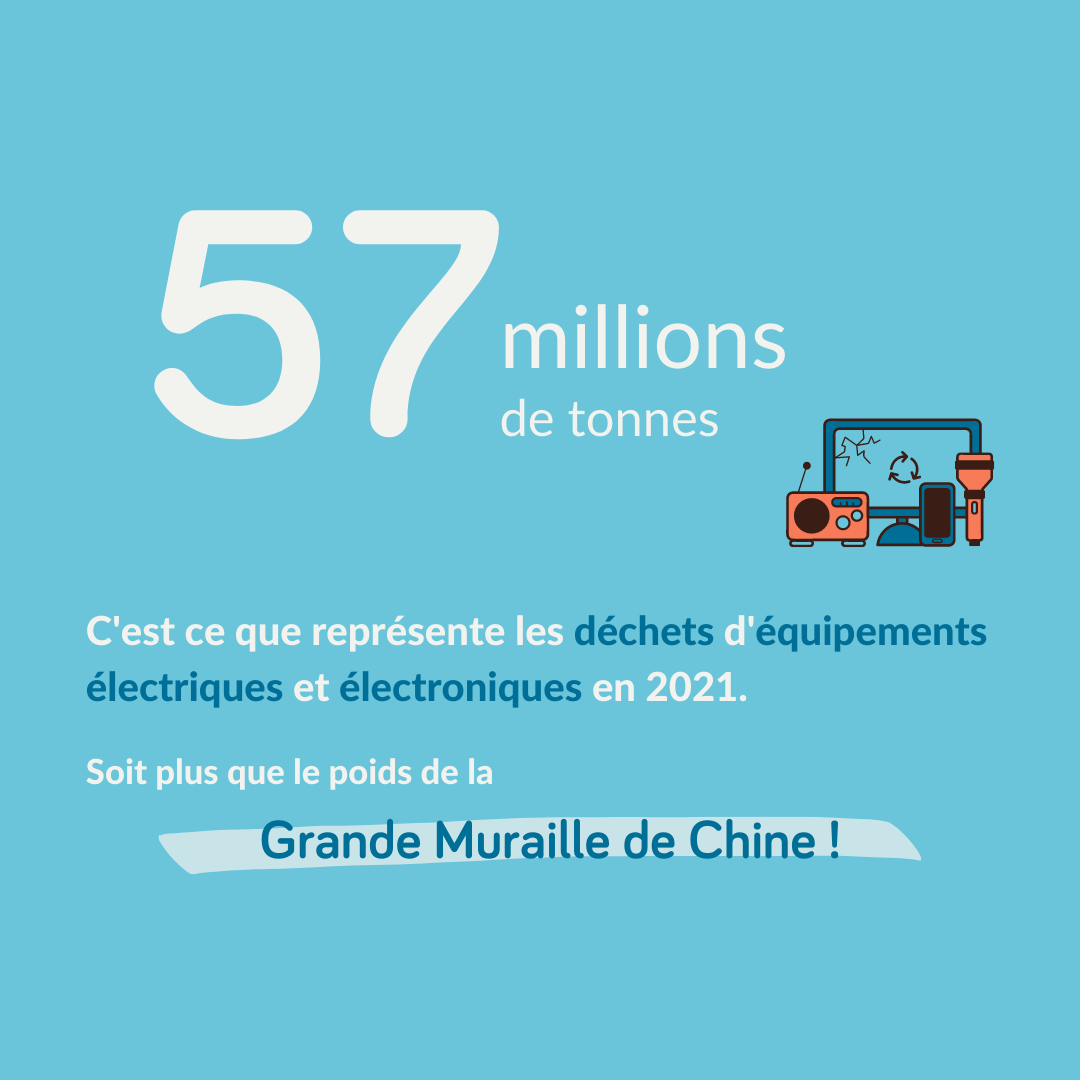 57 millions
de tonnes
C'est ce que représente les déchets d'équipements
électriques et électroniques en 2021.
Soit plus que le poids de la
Grande Muraille de Chine !